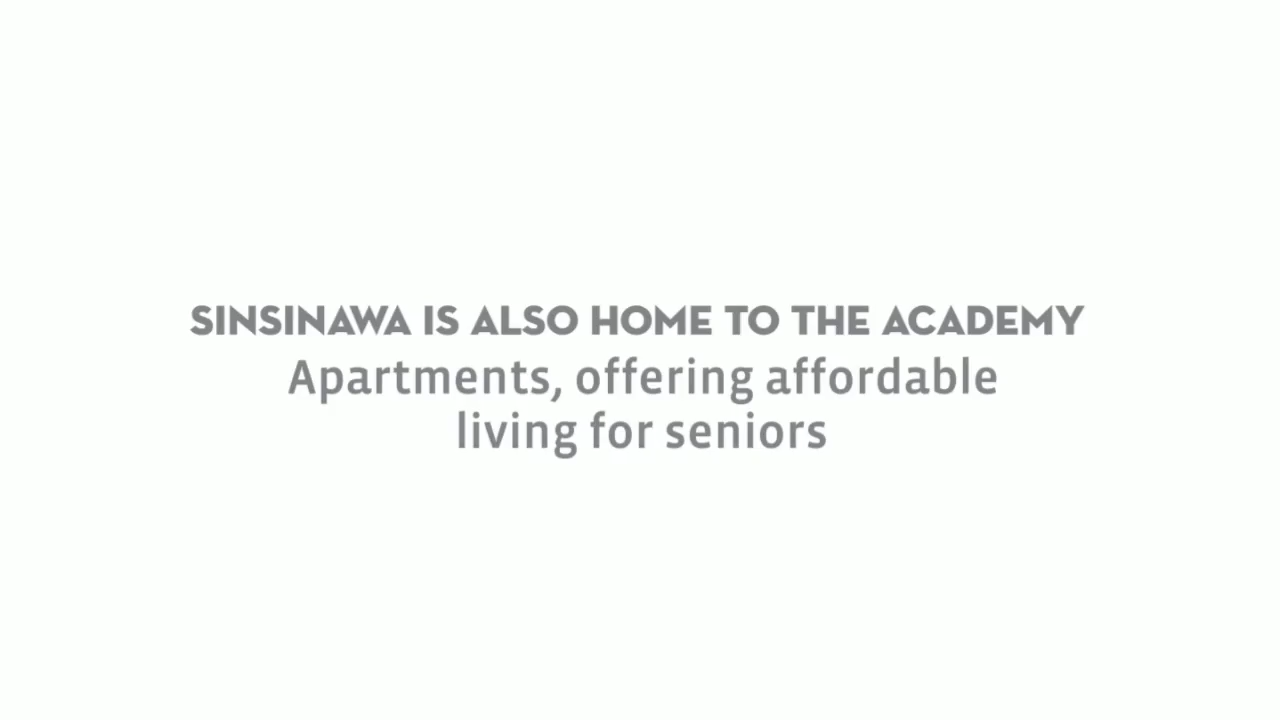 SINSINAWA IS ALSO HOME TO THE ACADEMY
Apartments, offering affordable
living for seniors